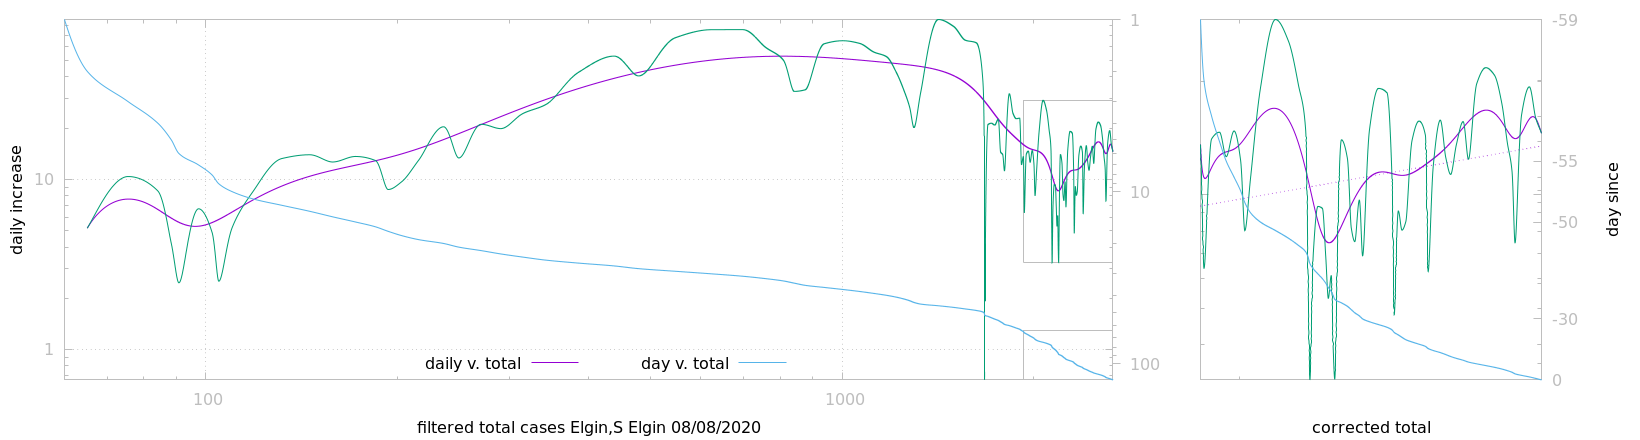 daily increase
10
1
100
1000
daily v. total
day v. total
filtered total cases Elgin,S Elgin 08/08/2020
1
10
100
-59
-55
-50
-30
0
day since
corrected total